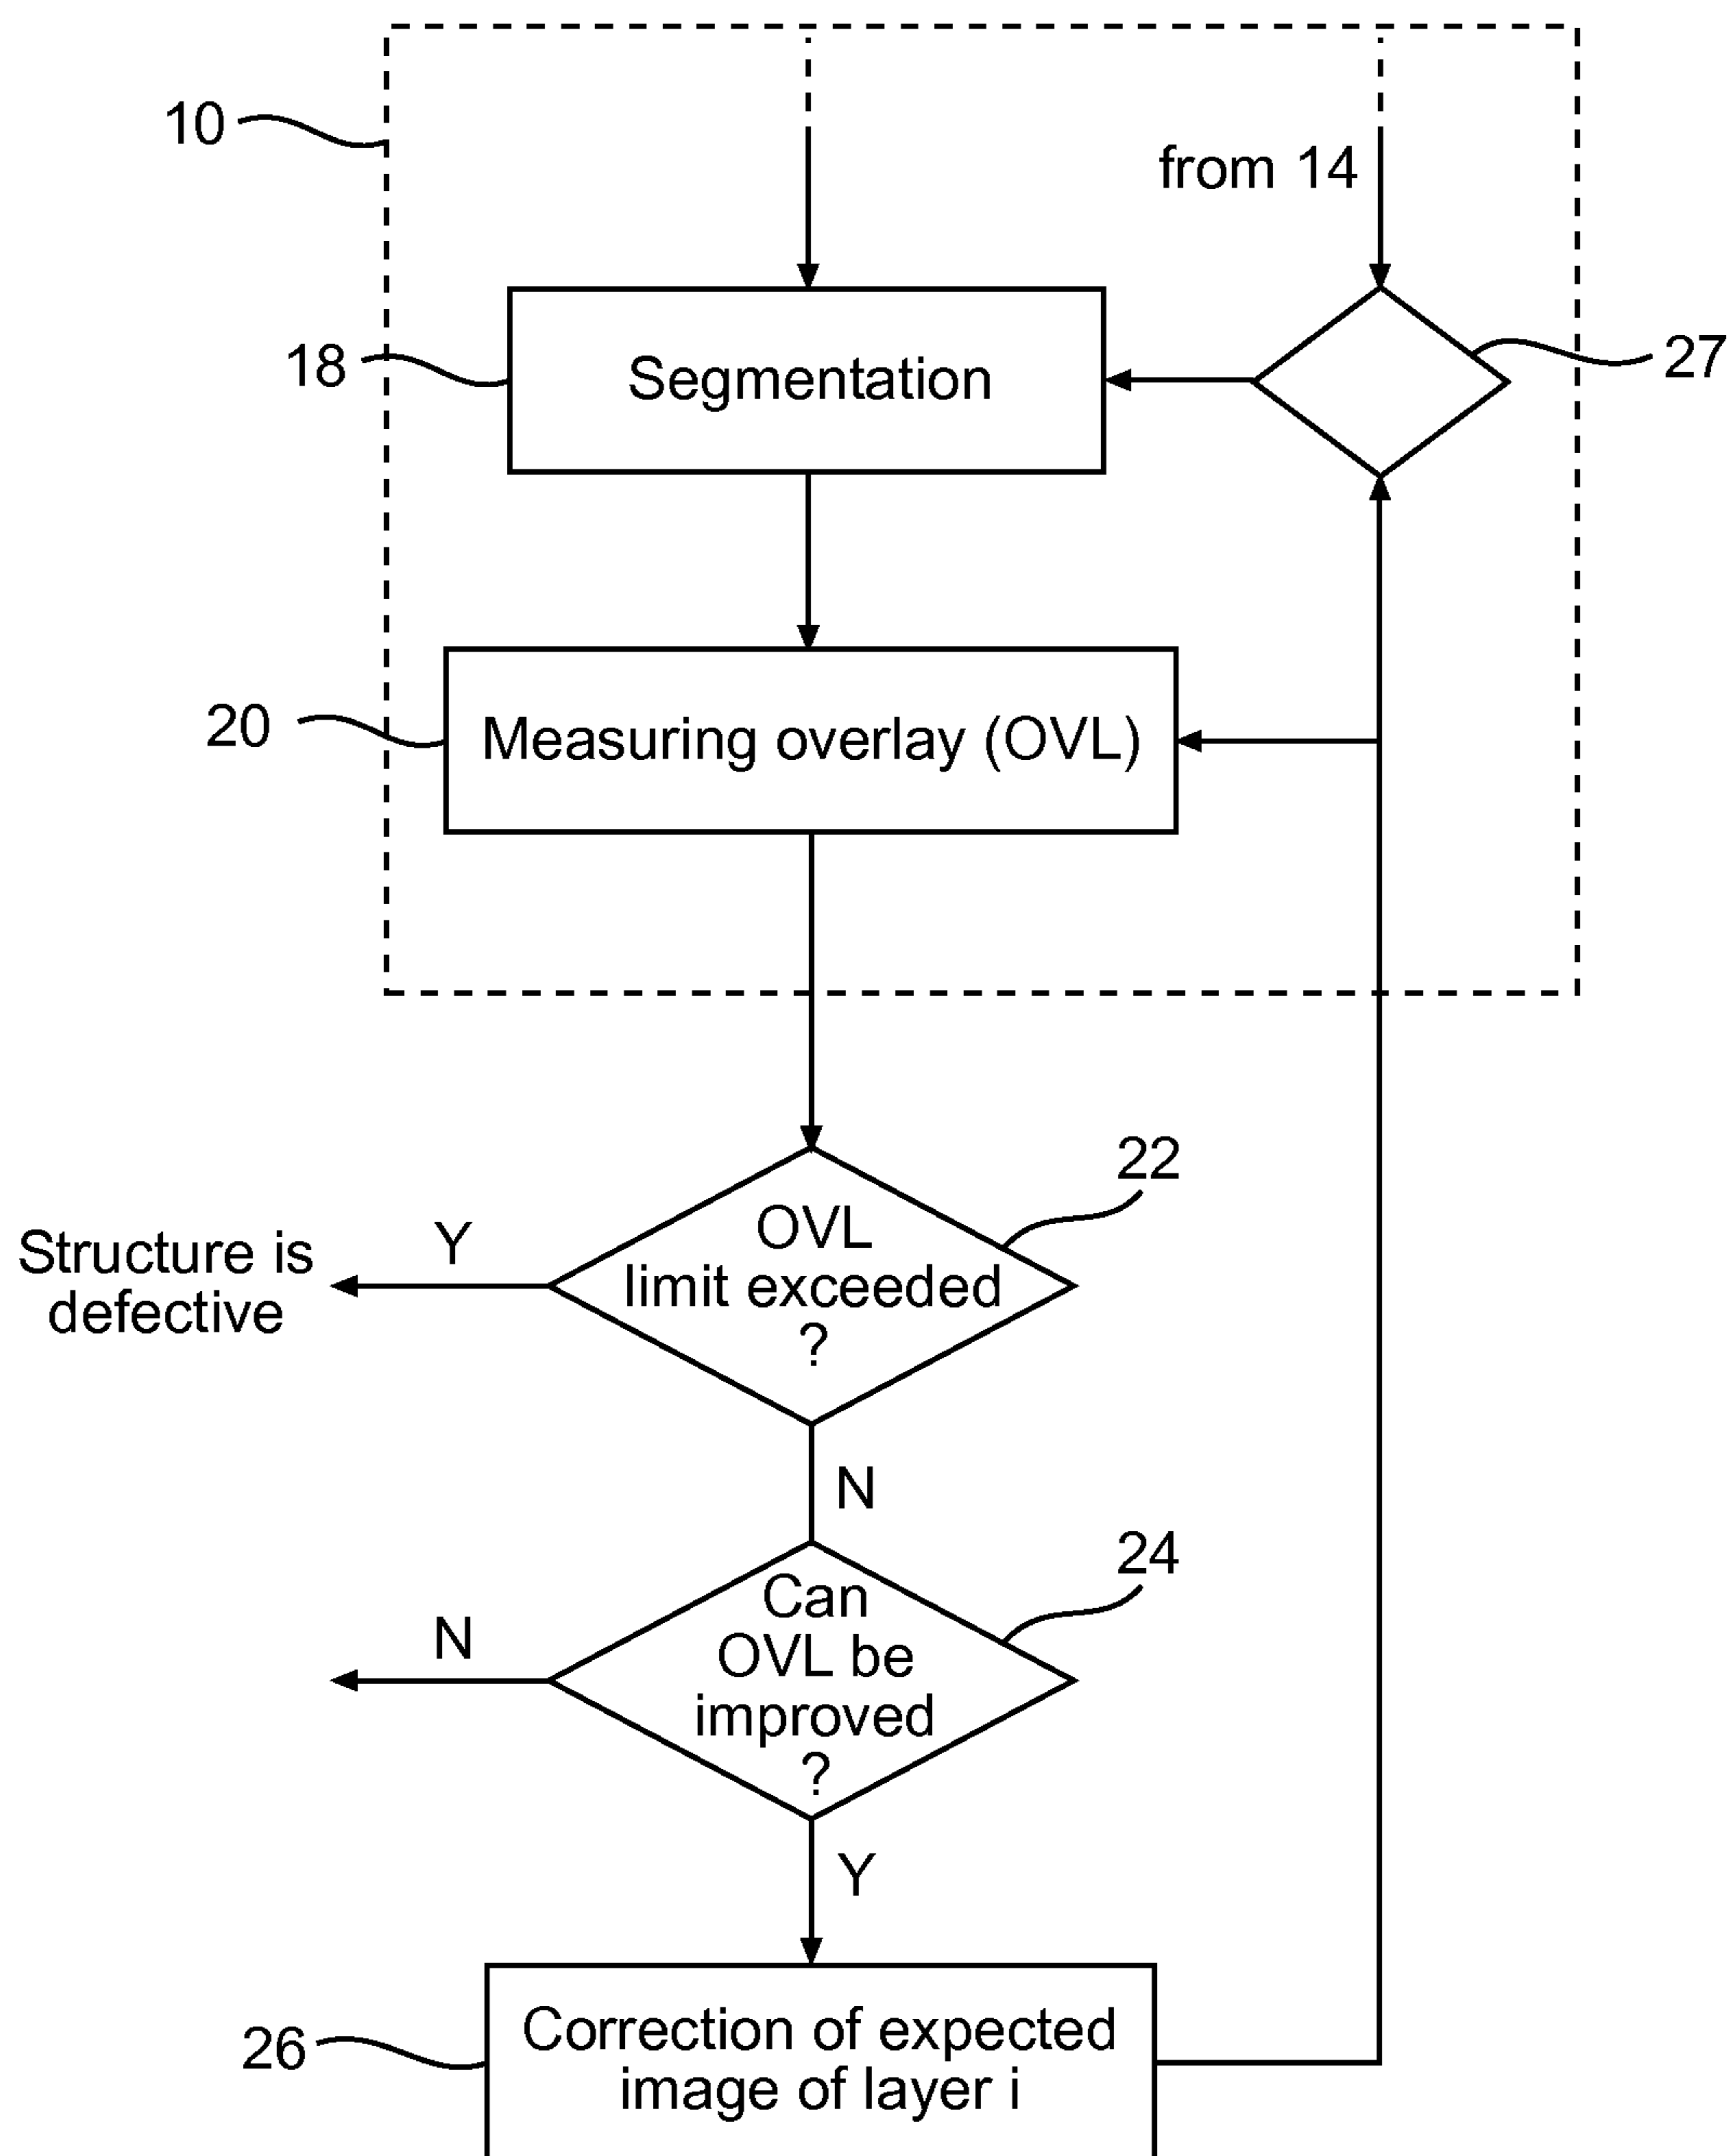 10
from 14
18
Segmentation
27
20
Measuring overlay (OVL)
22
Structure is
defective
Y
OVL
limit exceeded
?
N
24
N
Can
OVL be
improved
?
Y
26
Correction of expected
image of layer i